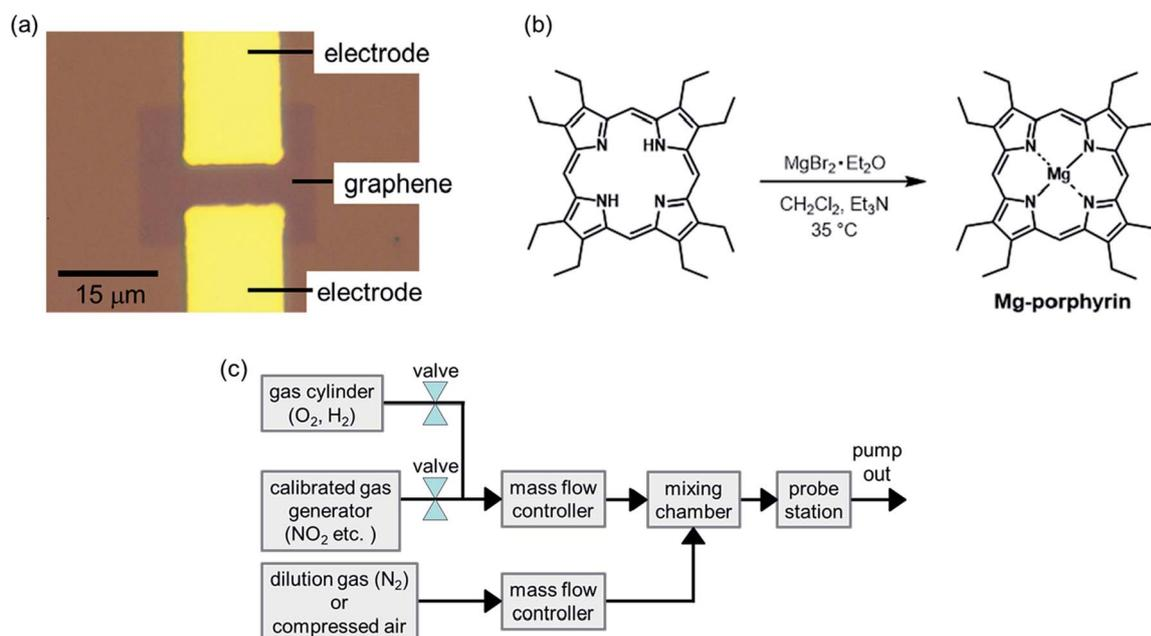 (a)
electrode
graphene
electrode
15 μm
(b)
N
HN
NH
N
MgBr₂•Et₂O
CH₂Cl₂, Et₃N
35 °C
N
N
Mg
N
N
Mg-porphyrin
(c)
gas cylinder
(O₂, H₂)
valve
calibrated gas
generator
(NO₂ etc. )
valve
dilution gas (N₂)
or
compressed air
mass flow
controller
mass flow
controller
mixing
chamber
probe
station
pump
out